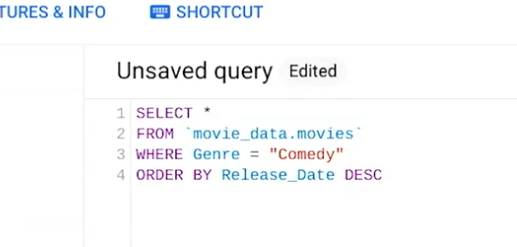 TURES & INFO SHORTCUT
Unsaved query Edited
1 SELECT *
2 FROM `movie_data.movies`
3 WHERE Genre = "Comedy"
4 ORDER BY Release_Date DESC